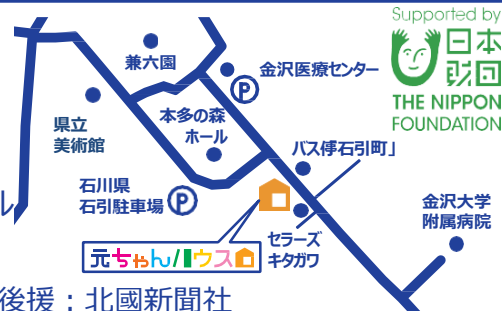 Supported by
日本
財団
THE NIPPON
FOUNDATION
兼六園
金沢医療センター
P
県立
美術館
本多の森
ホール
バス停石引町」
石川県
石引駐車場
P
ル
金沢大学
附属病院
セラーズ
キタガワ
元ちゃんハウス
後援：北國新聞社